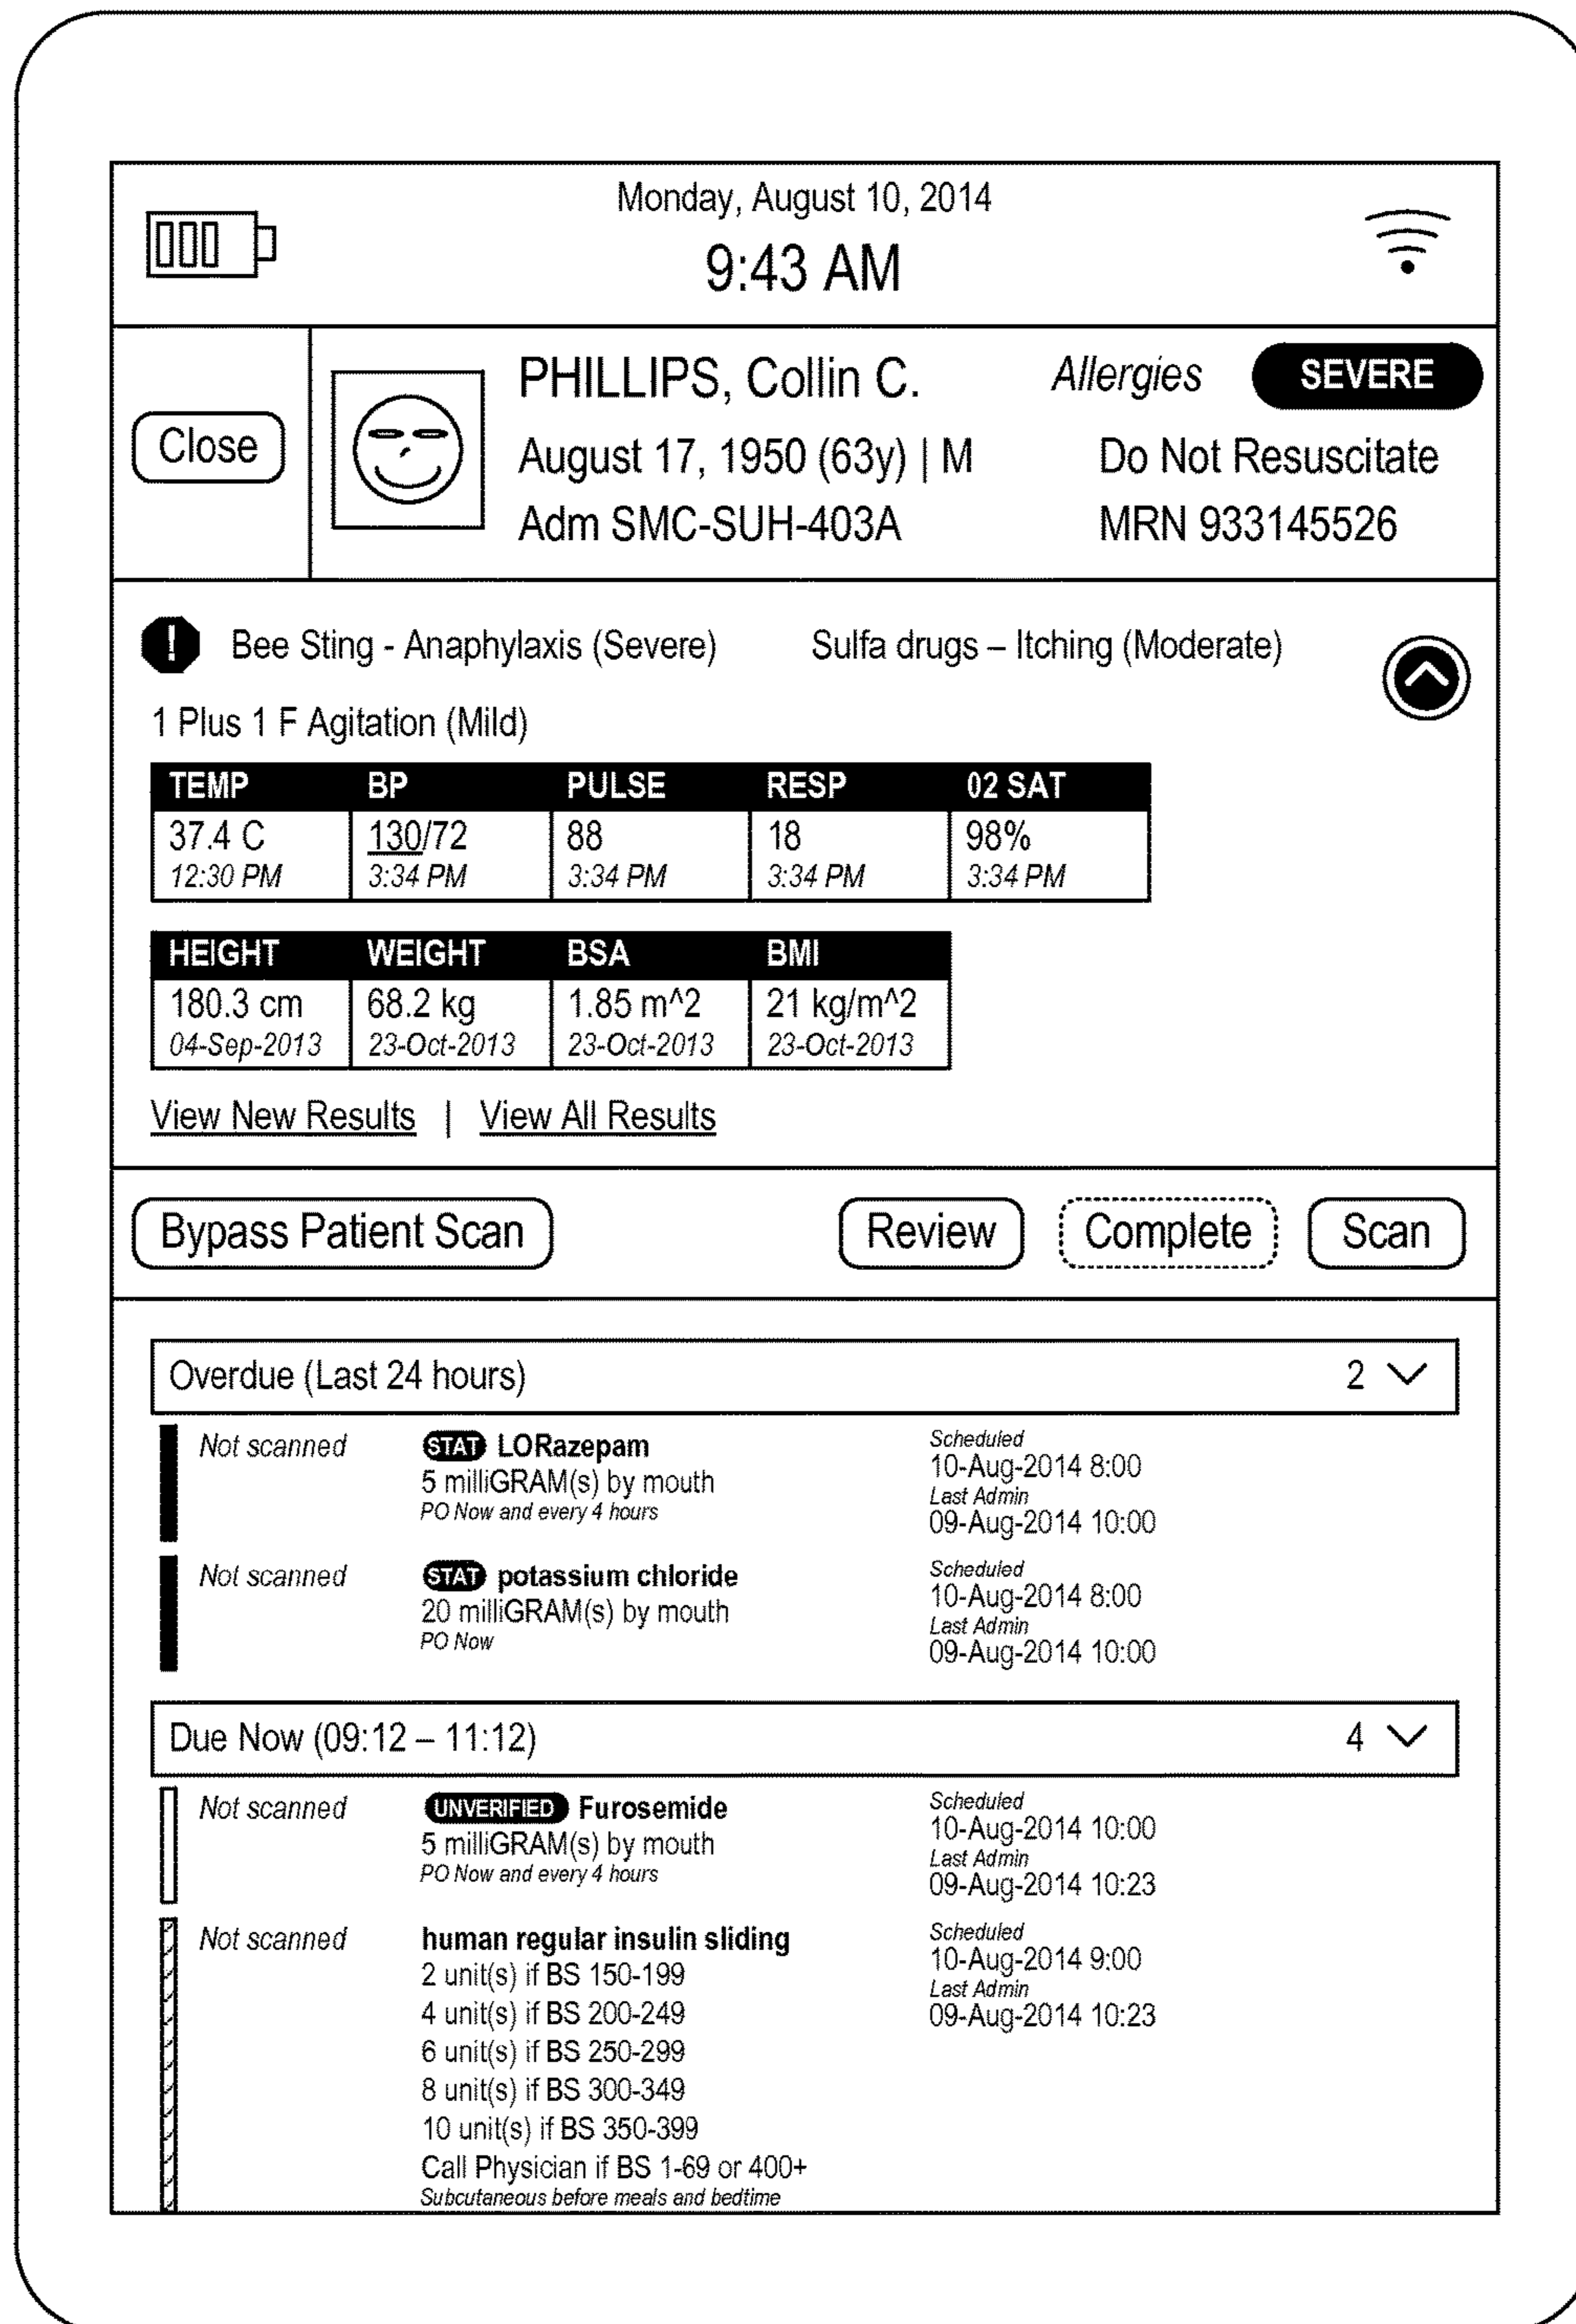 Monday, August 10, 2014
9:43 AM
Close
PHILLIPS, Collin C.
Allergies SEVERE
August 17, 1950 (63y) | M
Do Not Resuscitate
Adm SMC-SUH-403A
MRN 933145526
! Bee Sting - Anaphylaxis (Severe) Sulfa drugs – Itching (Moderate)
1 Plus 1 F Agitation (Mild)
TEMP BP PULSE RESP 02 SAT
37.4 C 130/72 88 18 98%
12:30 PM 3:34 PM 3:34 PM 3:34 PM 3:34 PM
HEIGHT WEIGHT BSA BMI
180.3 cm 68.2 kg 1.85 m^2 21 kg/m^2
04-Sep-2013 23-Oct-2013 23-Oct-2013 23-Oct-2013
View New Results | View All Results
Bypass Patient Scan Review Complete Scan
Overdue (Last 24 hours) 2
Not scanned
STAT LORazepam
5 milliGRAM(s) by mouth
PO Now and every 4 hours
Scheduled
10-Aug-2014 8:00
Last Admin
09-Aug-2014 10:00
Not scanned
STAT potassium chloride
20 milliGRAM(s) by mouth
PO Now
Scheduled
10-Aug-2014 8:00
Last Admin
09-Aug-2014 10:00
Due Now (09:12 – 11:12) 4
Not scanned
UNVERIFIED Furosemide
5 milliGRAM(s) by mouth
PO Now and every 4 hours
Scheduled
10-Aug-2014 10:00
Last Admin
09-Aug-2014 10:23
Not scanned
human regular insulin sliding
2 unit(s) if BS 150-199
4 unit(s) if BS 200-249
6 unit(s) if BS 250-299
8 unit(s) if BS 300-349
10 unit(s) if BS 350-399
Call Physician if BS 1-69 or 400+
Subcutaneous before meals and bedtime
Scheduled
10-Aug-2014 9:00
Last Admin
09-Aug-2014 10:23